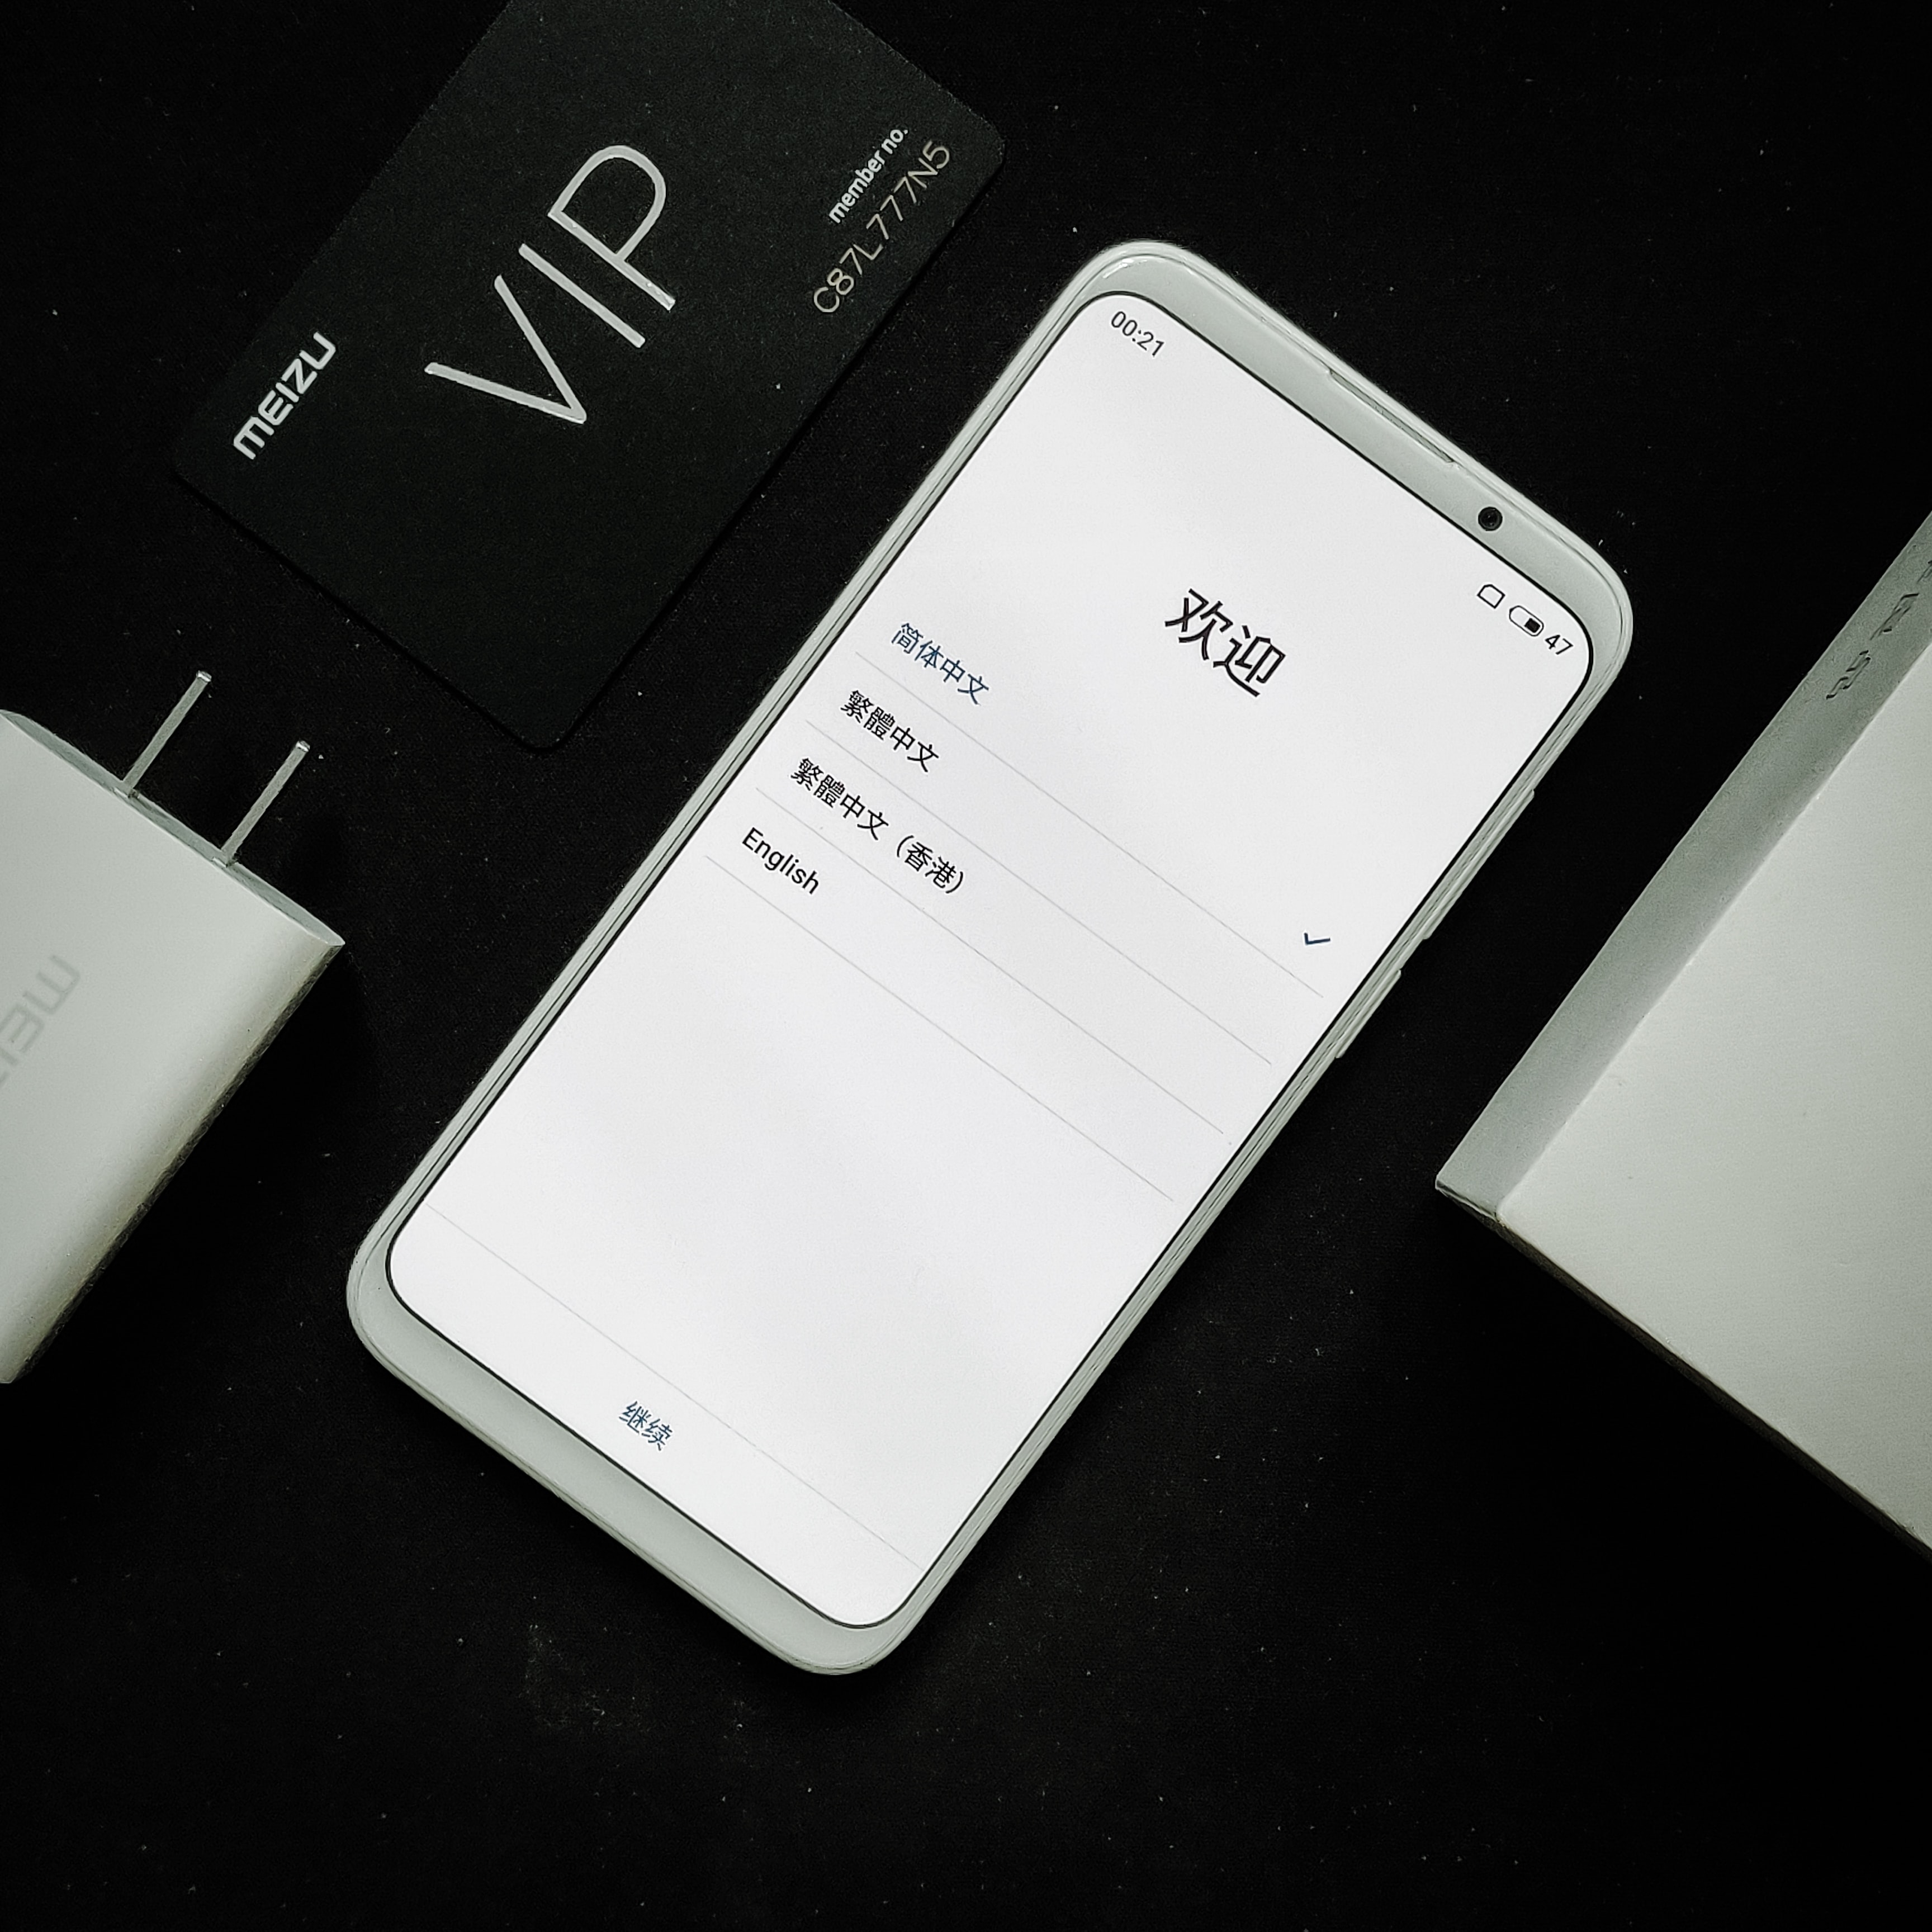 MEIZU
VIP
member no.
C87L777N5
00:21
47
欢迎
简体中文
繁體中文
繁體中文（香港）
English
继续